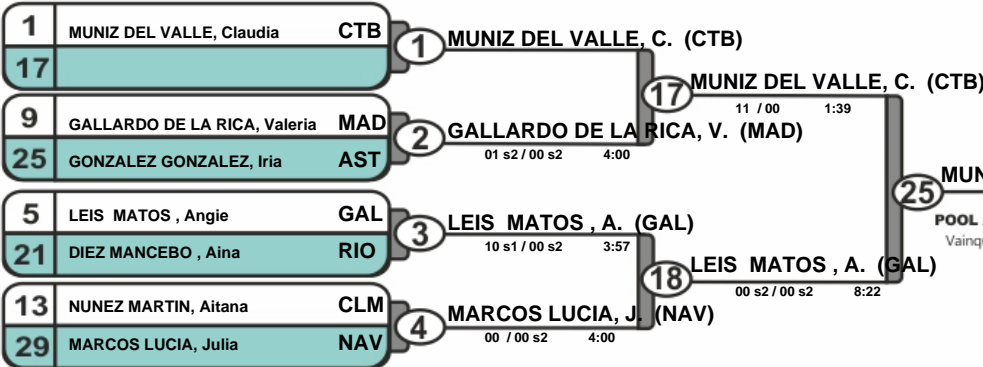 1 MUNIZ DEL VALLE, Claudia CTB
17
1 MUNIZ DEL VALLE, C. (CTB)
9 GALLARDO DE LA RICA, Valeria MAD
25 GONZALEZ GONZALEZ, Iria AST
2 GALLARDO DE LA RICA, V. (MAD)
01 s2 / 00 s2 4:00
17 MUNIZ DEL VALLE, C. (CTB)
11 / 00 1:39
5 LEIS MATOS , Angie GAL
21 DIEZ MANCEBO , Aina RIO
3 LEIS MATOS , A. (GAL)
10 s1 / 00 s2 3:57
13 NUNEZ MARTIN, Aitana CLM
29 MARCOS LUCIA, Julia NAV
4 MARCOS LUCIA, J. (NAV)
00 / 00 s2 4:00
18 LEIS MATOS , A. (GAL)
00 s2 / 00 s2 8:22
25 MUN
POOL
Vainqu